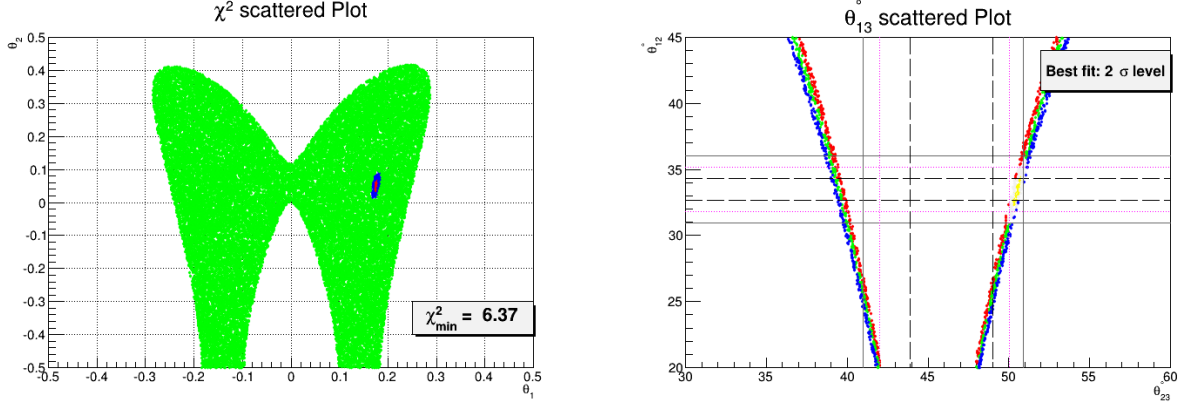 χ² scattered Plot
θ₂
0.5
0.4
0.3
0.2
0.1
0
-0.1
-0.2
-0.3
-0.4
-0.5
χ²min = 6.37
-0.5 -0.4 -0.3 -0.2 -0.1 0 0.1 0.2 0.3 0.4 0.5
θ₁
θ°₁₃ scattered Plot
θ°₁₂
45
40
35
30
25
20
Best fit: 2 σ level
30 35 40 45 50 55 60
θ°₂₃